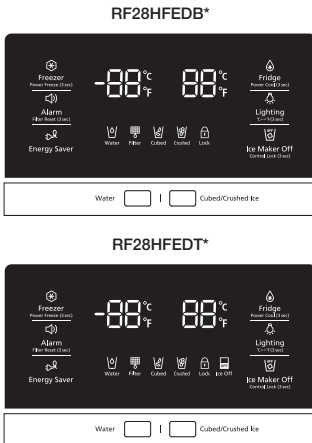 RF28HFEDB*
Freezer
Power Freeze (3 sec)
Alarm
Filter Reset (3 sec)
Energy Saver
-88 °C °F
88 °C °F
Water Filter Cubed Crushed Lock
Fridge
Power Cool (3 sec)
Lighting
°C↔°F(3 sec)
Ice Maker Off
Control Lock (3 sec)
Water | Cubed/Crushed Ice
RF28HFEDT*
Freezer
Power Freeze (3 sec)
Alarm
Filter Reset (3 sec)
Energy Saver
-88 °C °F
88 °C °F
Water Filter Cubed Crushed Lock Ice Off
Fridge
Power Cool (3 sec)
Lighting
°C↔°F(3 sec)
Ice Maker Off
Control Lock (3 sec)
Water | Cubed/Crushed Ice